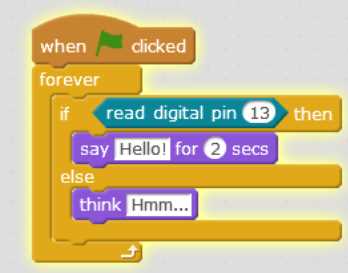 when clicked
forever
if read digital pin 13 then
say Hello! for 2 secs
else
think Hmm...